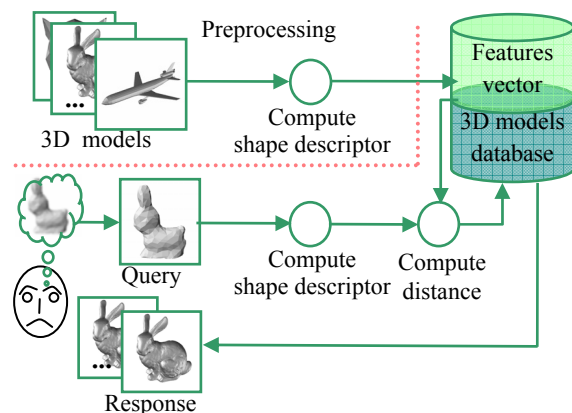 Preprocessing
...
3D models
Compute
shape descriptor
Features
vector
3D models
database
Query
Compute
shape descriptor
Compute
distance
...
Response